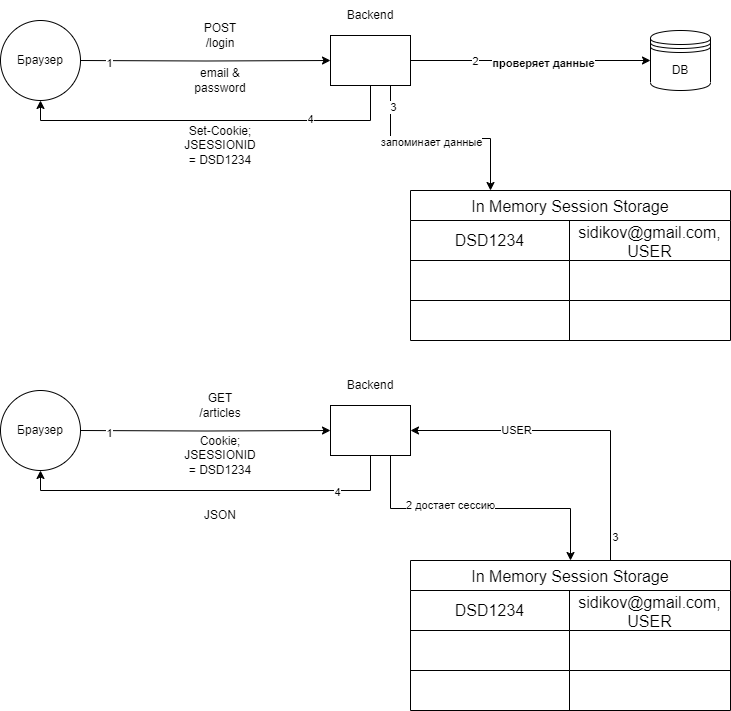 Backend
POST
/login
Браузер
1
email &
password
2
проверяет данные
DB
3
4
Set-Cookie;
JSESSIONID
= DSD1234
запоминает данные
In Memory Session Storage
DSD1234
sidikov@gmail.com,
USER
Backend
GET
/articles
Браузер
1
Cookie;
JSESSIONID
= DSD1234
USER
4
JSON
2 достает сессию
3
In Memory Session Storage
DSD1234
sidikov@gmail.com,
USER